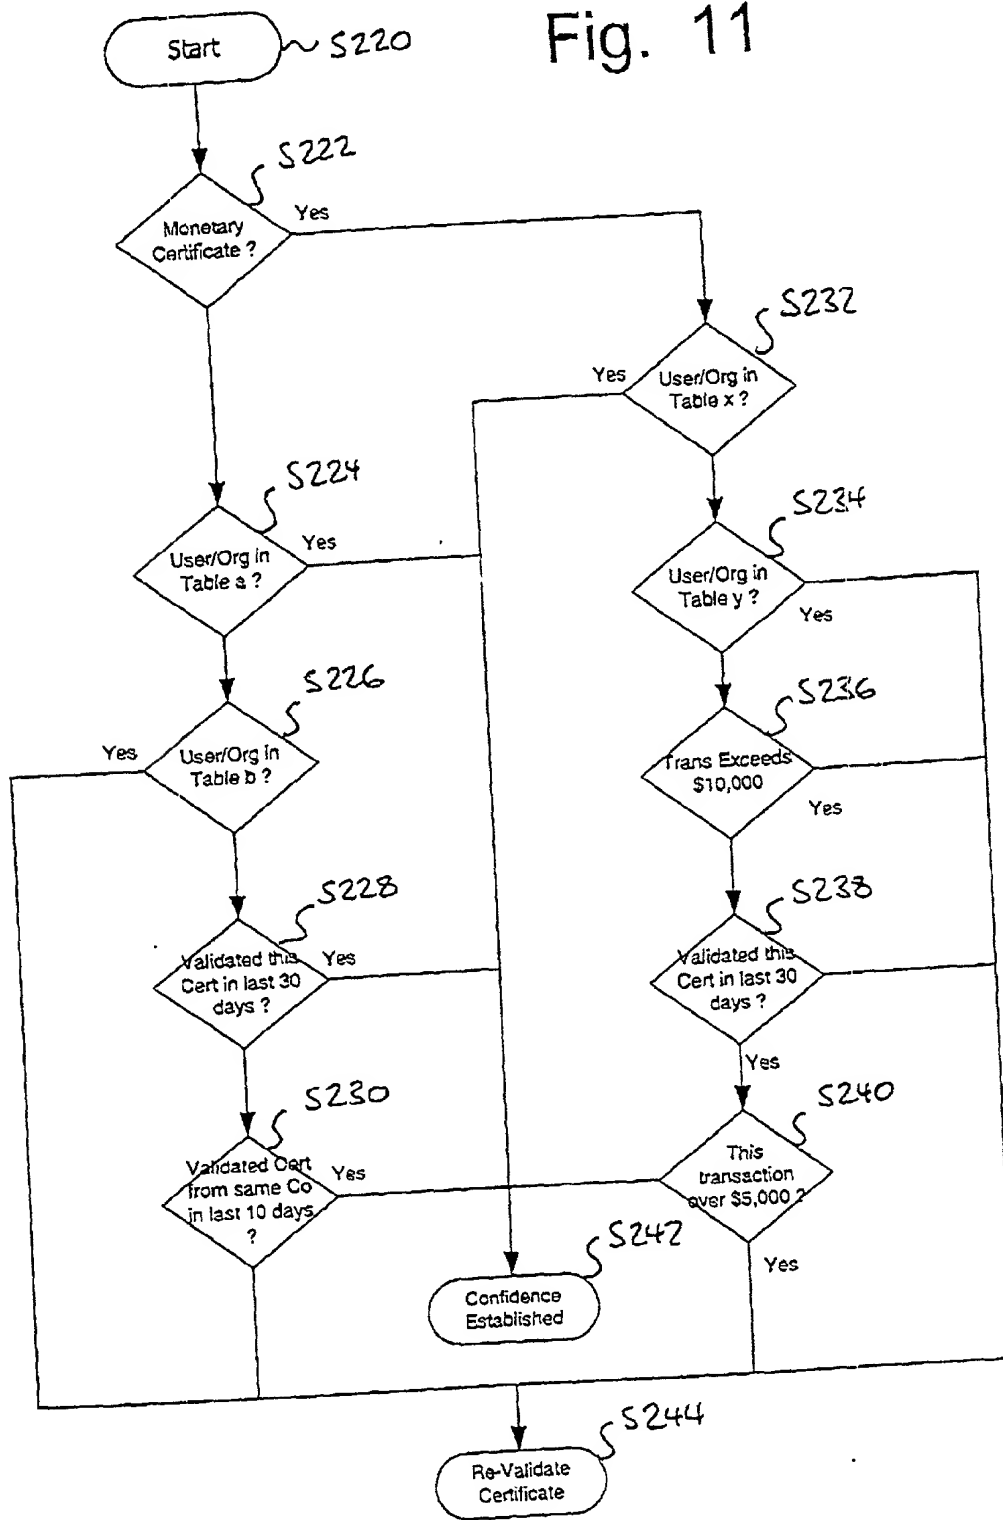 Fig. 11
Start
S220
S222
Monetary
Certificate ?
Yes
S232
User/Org in
Table x ?
Yes
S224
User/Org in
Table a ?
Yes
S234
User/Org in
Table y ?
Yes
S226
User/Org in
Table b ?
Yes
S236
Trans Exceeds
$10,000
Yes
S228
Validated this
Cert in last 30
days ?
Yes
S238
Validated this
Cert in last 30
days ?
Yes
S230
Validated Cert
from same Co
in last 10 days
?
Yes
S240
This
transaction
over $5,000 ?
Yes
S242
Confidence
Established
S244
Re-Validate
Certificate